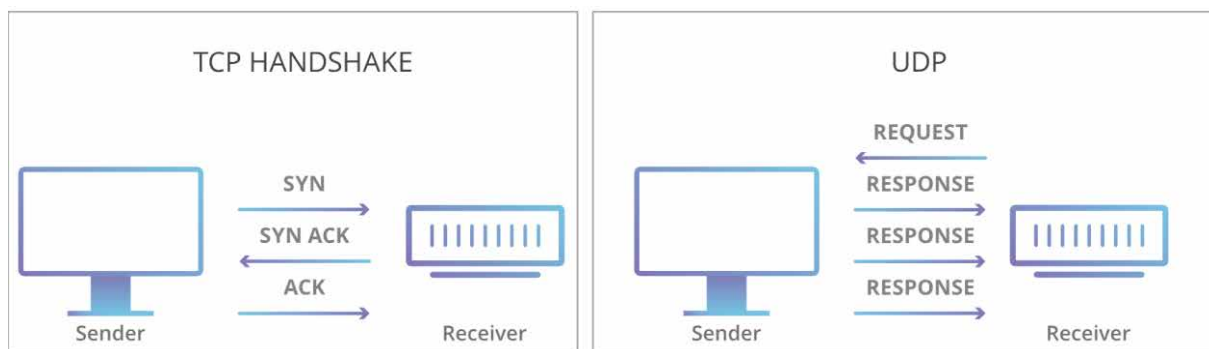 TCP HANDSHAKE
SYN
SYN ACK
ACK
Sender
Receiver
UDP
REQUEST
RESPONSE
RESPONSE
RESPONSE
Sender
Receiver